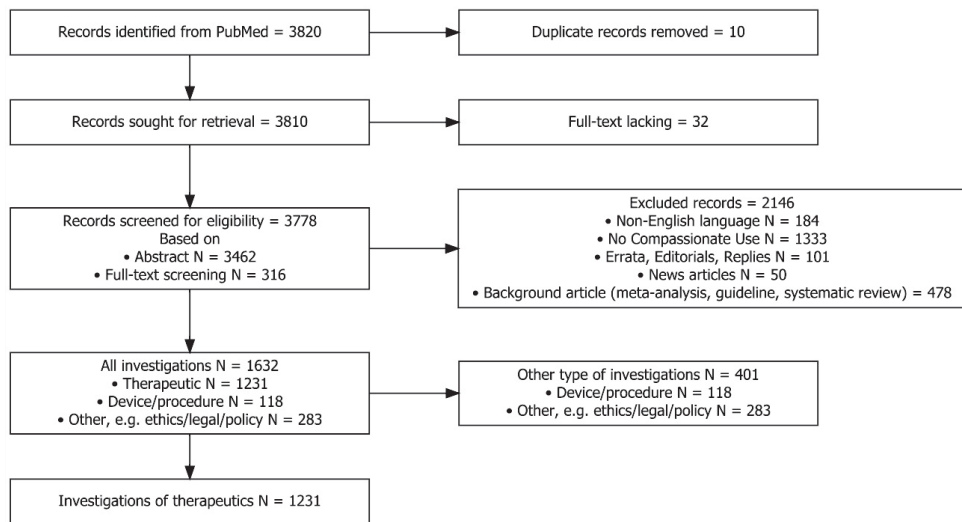 Records identified from PubMed = 3820
Duplicate records removed = 10
Records sought for retrieval = 3810
Full-text lacking = 32
Records screened for eligibility = 3778
Based on
• Abstract N = 3462
• Full-text screening N = 316
Excluded records = 2146
• Non-English language N = 184
• No Compassionate Use N = 1333
• Errata, Editorials, Replies N = 101
• News articles N = 50
• Background article (meta-analysis, guideline, systematic review) = 478
All investigations N = 1632
• Therapeutic N = 1231
• Device/procedure N = 118
• Other, e.g. ethics/legal/policy N = 283
Other type of investigations N = 401
• Device/procedure N = 118
• Other, e.g. ethics/legal/policy N = 283
Investigations of therapeutics N = 1231